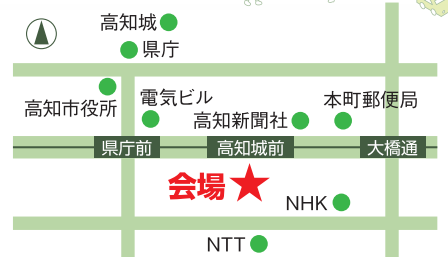 高知城
県庁
高知市役所
電気ビル
高知新聞社
本町郵便局
県庁前
高知城前
大橋通
会場
NHK
NTT